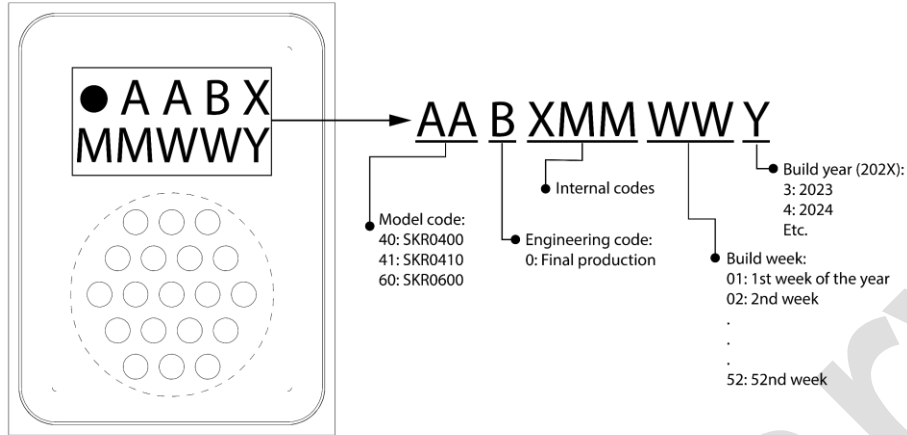 ● A A B X
MMWWY
AA B XMM WW Y
Build year (202X):
3: 2023
4: 2024
Etc.
Internal codes
Model code:
40: SKR0400
41: SKR0410
60: SKR0600
Engineering code:
0: Final production
Build week:
01: 1st week of the year
02: 2nd week
.
.
.
52: 52nd week